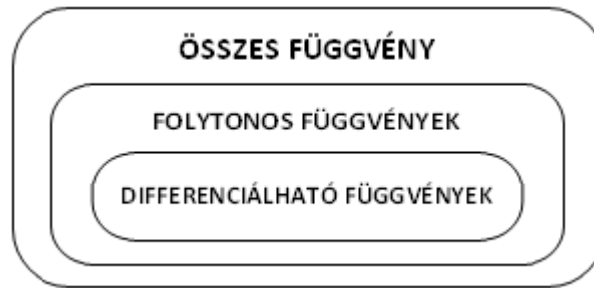 ÖSSZES FÜGGVÉNY
FOLYTONOS FÜGGVÉNYEK
DIFFERENCIÁLHATÓ FÜGGVÉNYEK